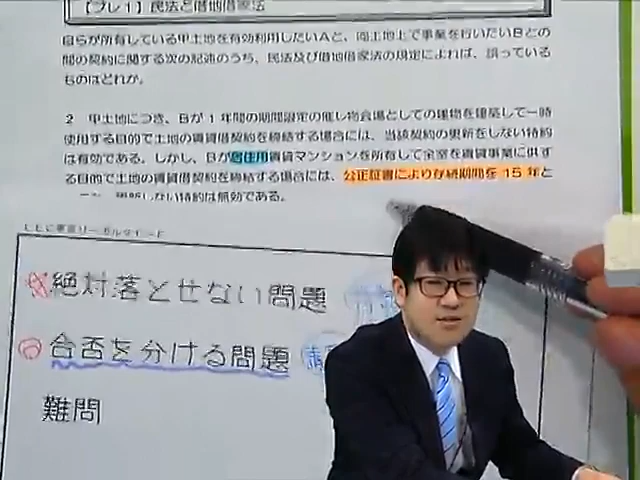 【プレ1】民法と借地借家法
自らが所有している甲土地を有効利用したいAと、同土地上で事業を行いたいBとの
間の契約に関する次の記述のうち、民法及び借地借家法の規定によれば、誤っている
ものはどれか。
2 甲土地につき、Bが1年間の期間限定の催し物会場としての建物を建築して一時
使用する目的で土地の賃貸借契約を締結する場合には、当該契約の更新をしない特約
は有効である。しかし、Bが居住用賃貸マンションを所有して全室を賃貸事業に供す
る目的で土地の賃貸借契約を締結する場合には、公正証書により存続期間を15年と
更新しない特約は無効である。
絶対落とせない問題
合否を分ける問題
難問